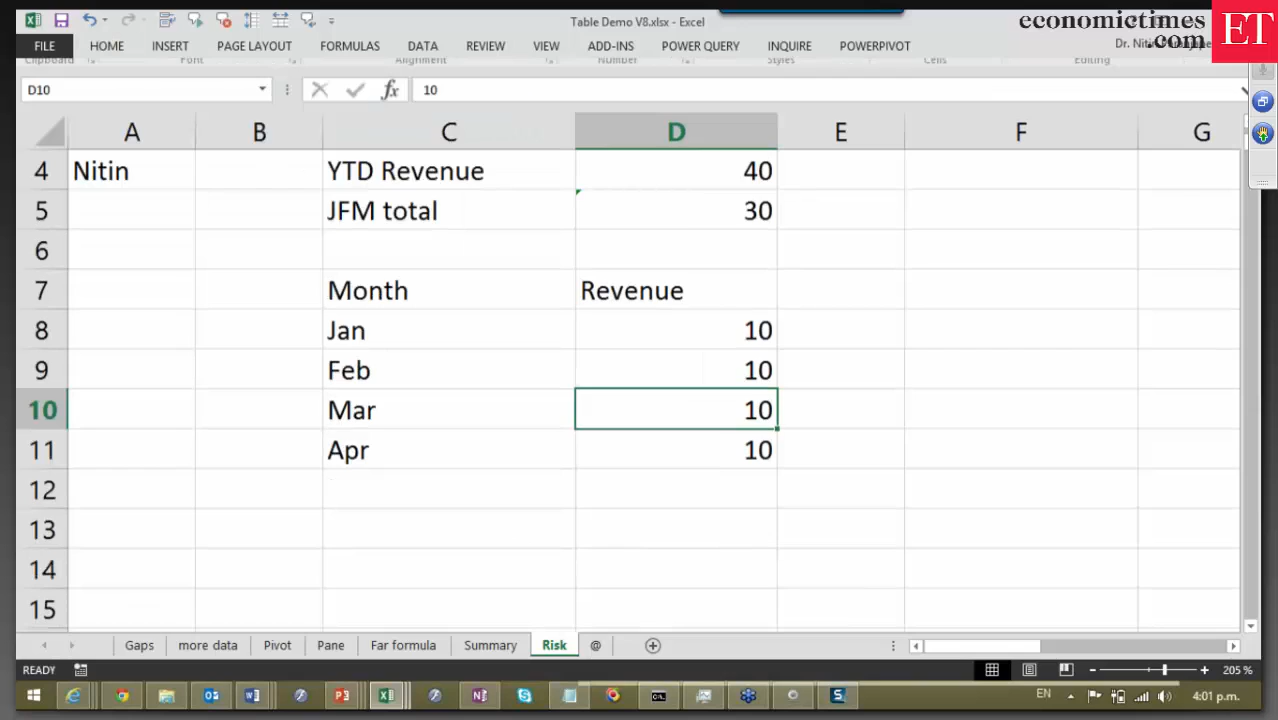 Table Demo V8.xlsx - Excel
economictimes
.com
ET
FILE HOME INSERT PAGE LAYOUT FORMULAS DATA REVIEW VIEW ADD-INS POWER QUERY INQUIRE POWERPIVOT
Dr. Nitin
Clipboard Font Alignment Number Styles Cells Editing
D10 fx 10
A B C D E F G
4 Nitin YTD Revenue 40
5 JFM total 30
6
7 Month Revenue
8 Jan 10
9 Feb 10
10 Mar 10
11 Apr 10
12
13
14
15
Gaps more data Pivot Pane Far formula Summary Risk @
READY 205 %
EN 4:01 p.m.